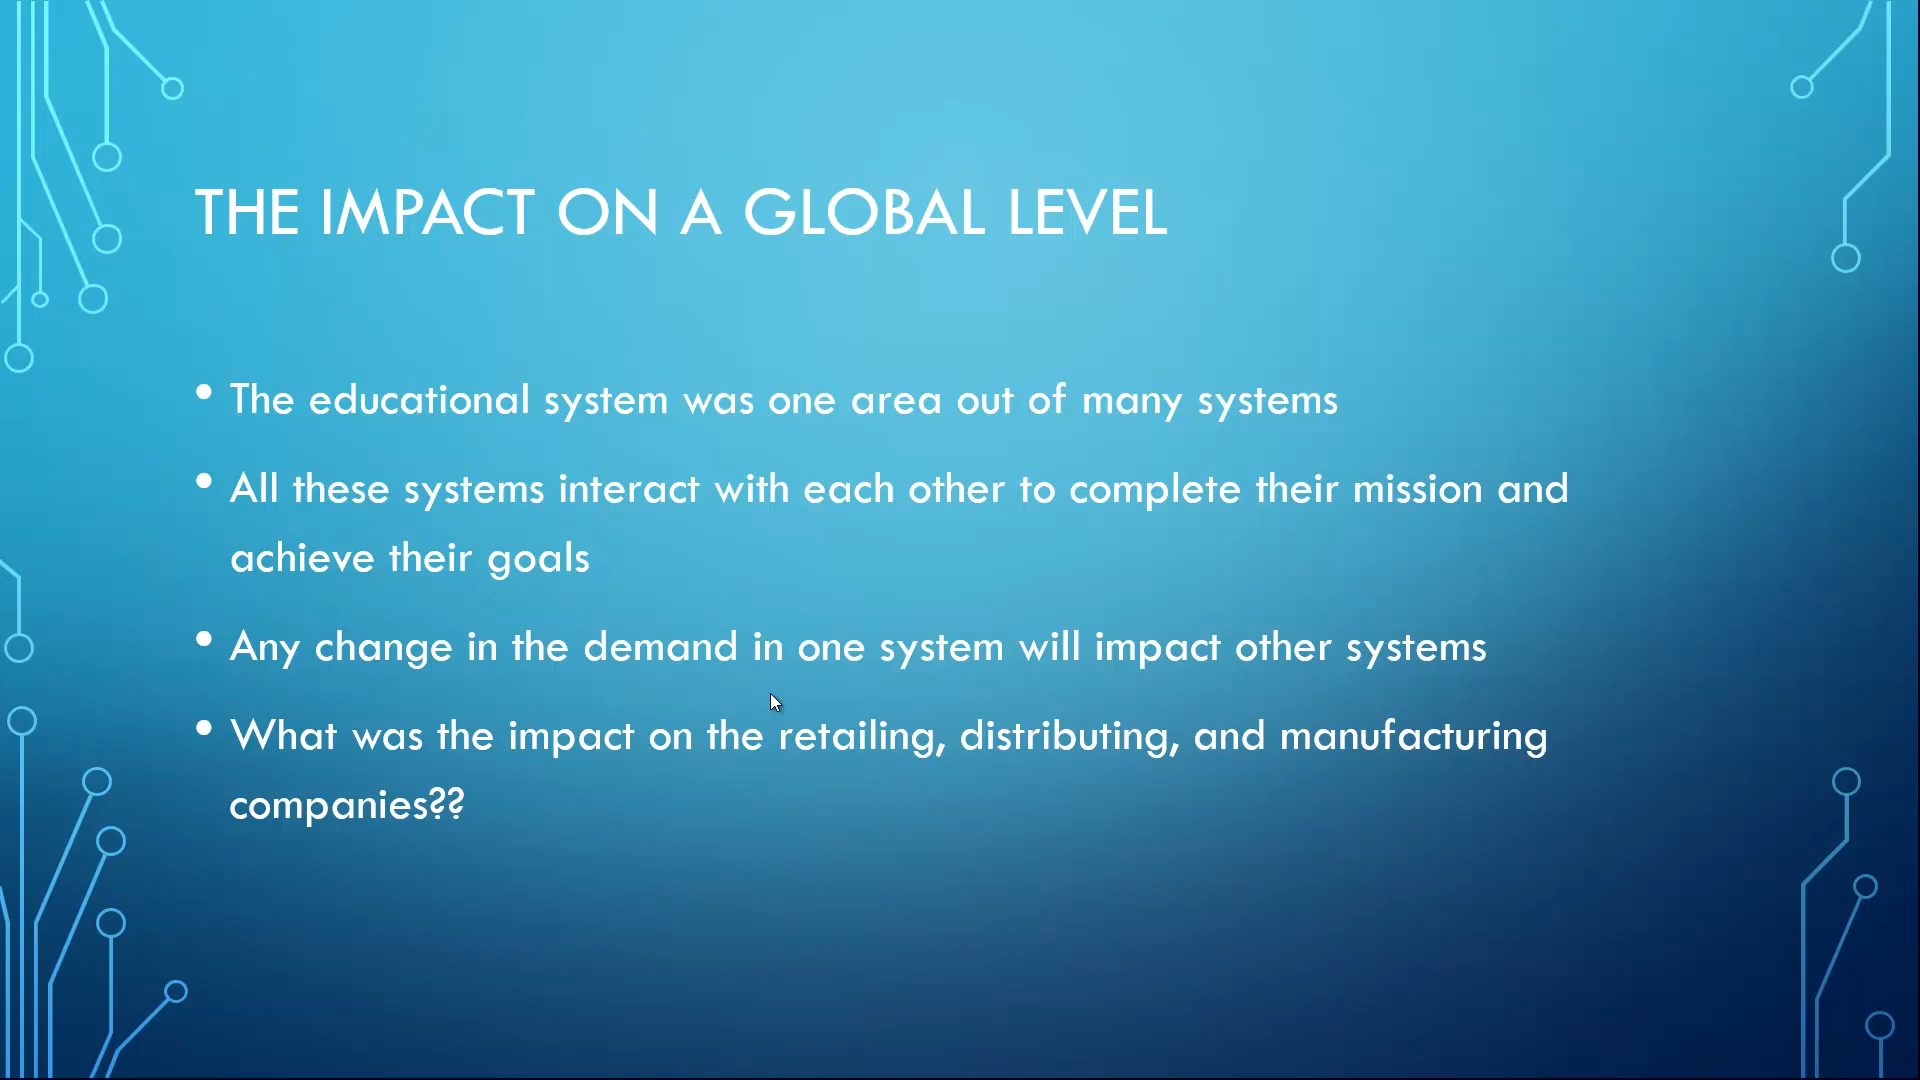 THE IMPACT ON A GLOBAL LEVEL
• The educational system was one area out of many systems
• All these systems interact with each other to complete their mission and
achieve their goals
• Any change in the demand in one system will impact other systems
• What was the impact on the retailing, distributing, and manufacturing
companies??